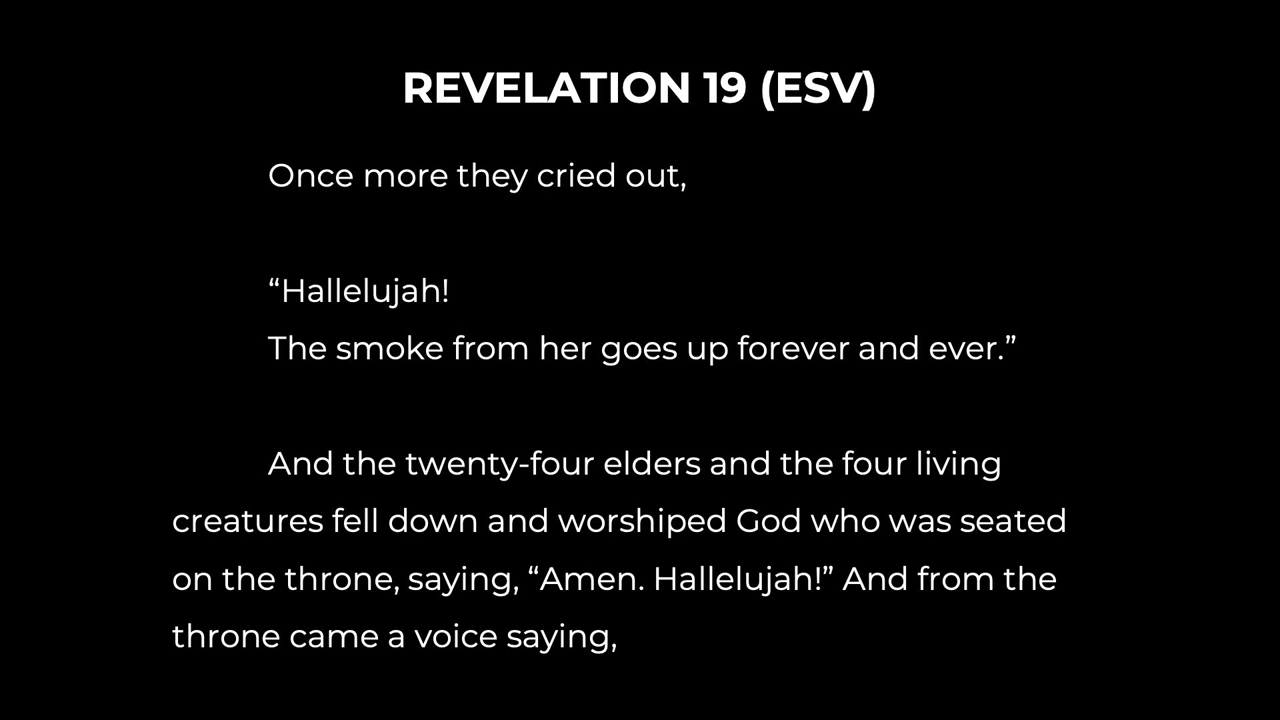 REVELATION 19 (ESV)
Once more they cried out,
“Hallelujah!
The smoke from her goes up forever and ever.”
And the twenty-four elders and the four living
creatures fell down and worshiped God who was seated
on the throne, saying, “Amen. Hallelujah!” And from the
throne came a voice saying,